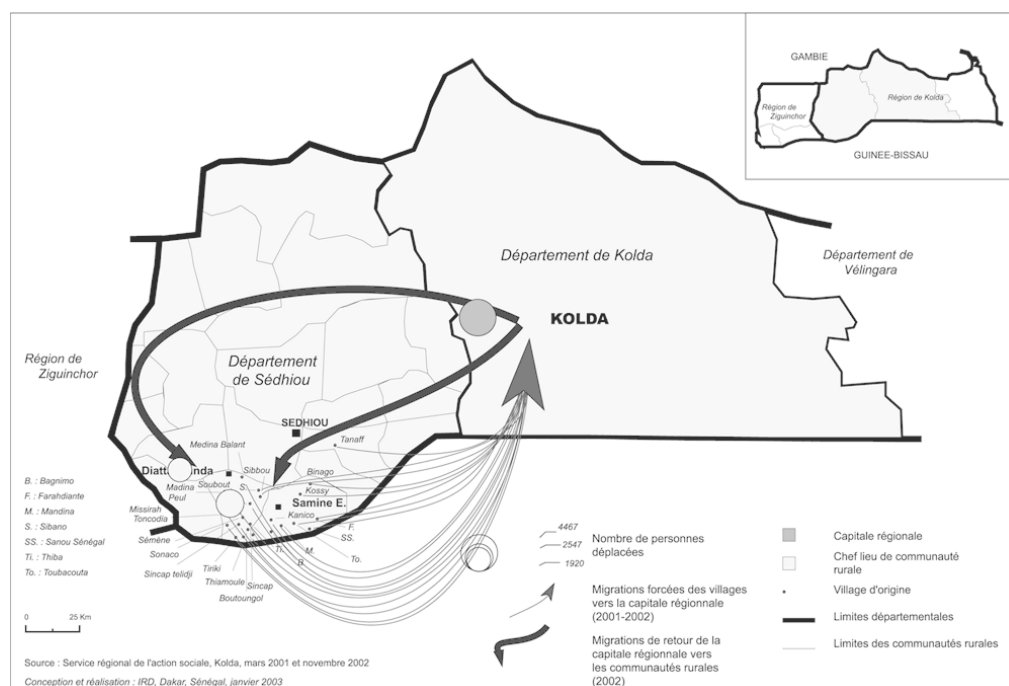 GAMBIE
Région de Kolda
Région de
Ziguinchor
GUINEE-BISSAU
Département de Kolda
Département de
Vélingara
KOLDA
Région de
Ziguinchor
Département
de Sédhiou
SEDHIOU
Medina Balant
Tanaff
Sibbou
Binago
Madina
Peul
Soubout
S.
Kossy
Samine E.
Missirah
Toncodia
Kanico
F.
SS.
Séméne
Sonaco
Ti.
M.
To.
B.
Sincap telidji
Tiriki
Thiamoule
Sincap
Boutoungol
B. : Bagnimo
F. : Farahdiante
M. : Mandina
S. : Sibano
SS. : Sanou Sénégal
Ti. : Thiba
To. : Toubacouta
0 25 Km
4467
2547
1920
Nombre de personnes
déplacées
Migrations forcées des villages
vers la capitale régionnale
(2001-2002)
Migrations de retour de la
capitale régionnale vers
les communautés rurales
(2002)
Capitale régionale
Chef lieu de communauté
rurale
Village d'origine
Limites départementales
Limites des communautés rurales
Source : Service régional de l'action sociale, Kolda, mars 2001 et novembre 2002
Conception et réalisation : IRD, Dakar, Sénégal, janvier 2003